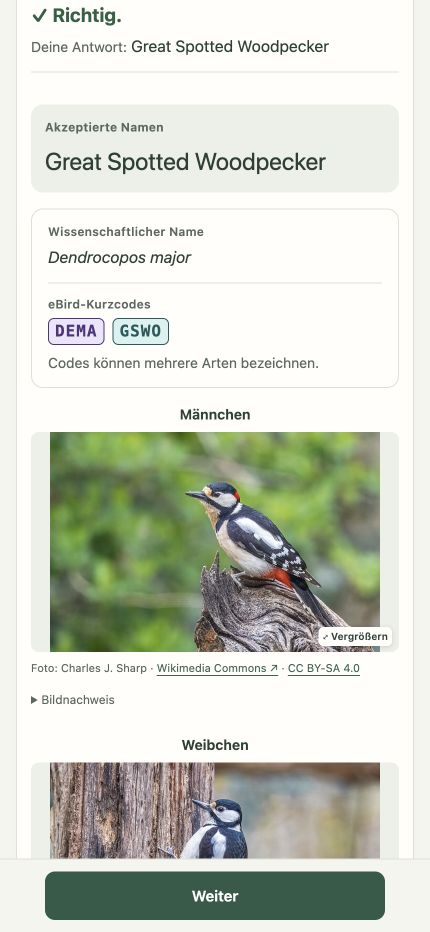 ✓ Richtig.
Deine Antwort: Great Spotted Woodpecker
Akzeptierte Namen
Great Spotted Woodpecker
Wissenschaftlicher Name
Dendrocopos major
eBird-Kurzcodes
DEMA GSWO
Codes können mehrere Arten bezeichnen.
Männchen
⤢ Vergrößern
Foto: Charles J. Sharp · Wikimedia Commons ↗ · CC BY-SA 4.0
▶ Bildnachweis
Weibchen
Weiter